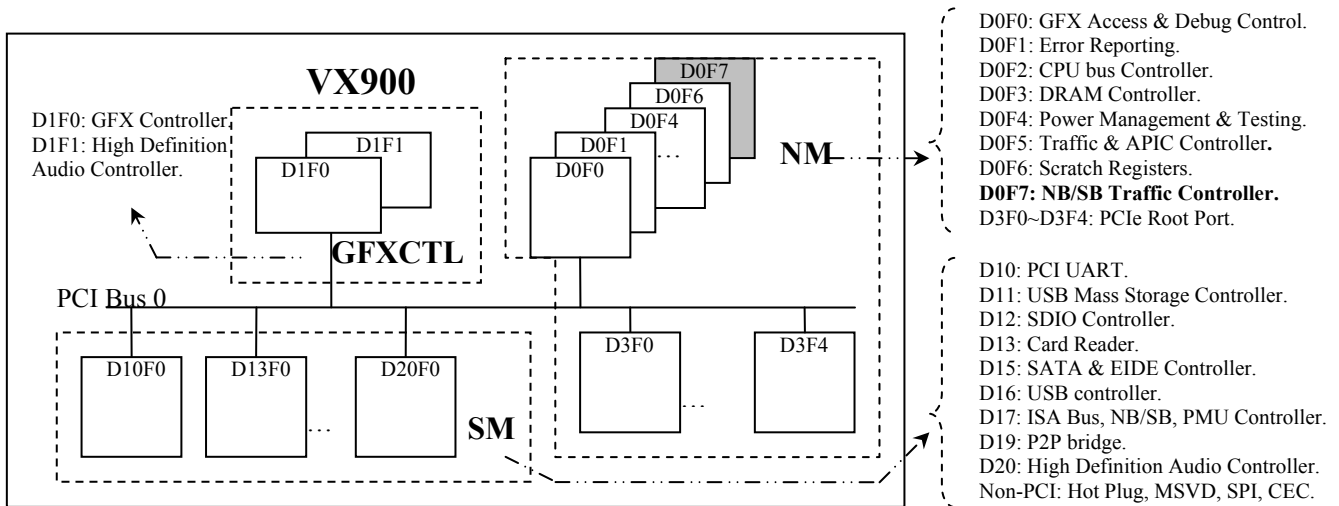 VX900
D1F0: GFX Controller.
D1F1: High Definition
Audio Controller.
D1F1
D1F0
GFXCTL
D0F7
D0F6
D0F4
D0F1
...
D0F0
NM
PCI Bus 0
D10F0
D13F0
...
D20F0
SM
D3F0
...
D3F4
D0F0: GFX Access & Debug Control.
D0F1: Error Reporting.
D0F2: CPU bus Controller.
D0F3: DRAM Controller.
D0F4: Power Management & Testing.
D0F5: Traffic & APIC Controller.
D0F6: Scratch Registers.
D0F7: NB/SB Traffic Controller.
D3F0~D3F4: PCIe Root Port.
D10: PCI UART.
D11: USB Mass Storage Controller.
D12: SDIO Controller.
D13: Card Reader.
D15: SATA & EIDE Controller.
D16: USB controller.
D17: ISA Bus, NB/SB, PMU Controller.
D19: P2P bridge.
D20: High Definition Audio Controller.
Non-PCI: Hot Plug, MSVD, SPI, CEC.